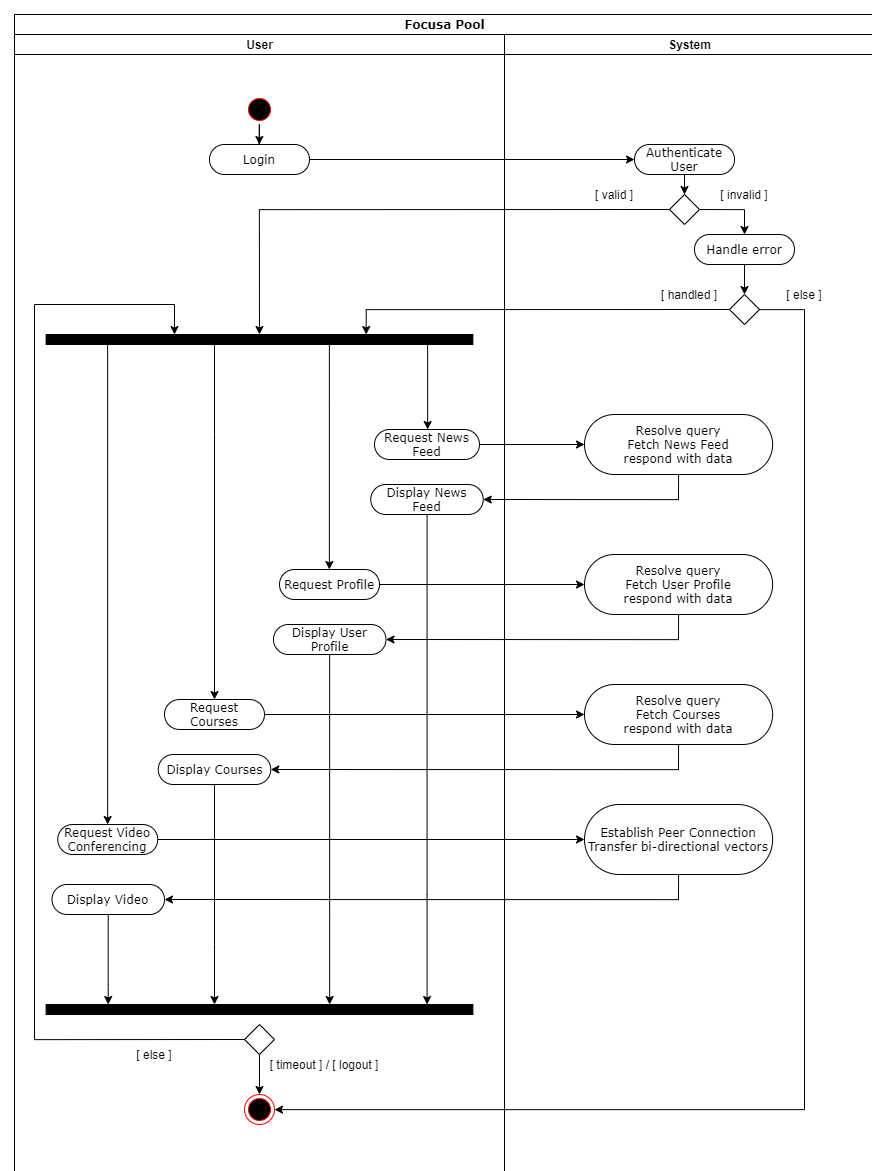 Focusa Pool
User
System
Login
Authenticate
User
[ valid ]
[ invalid ]
Handle error
[ handled ]
[ else ]
Request News
Feed
Resolve query
Fetch News Feed
respond with data
Display News
Feed
Request Profile
Resolve query
Fetch User Profile
respond with data
Display User
Profile
Request
Courses
Resolve query
Fetch Courses
respond with data
Display Courses
Request Video
Conferencing
Establish Peer Connection
Transfer bi-directional vectors
Display Video
[ else ]
[ timeout ] / [ logout ]